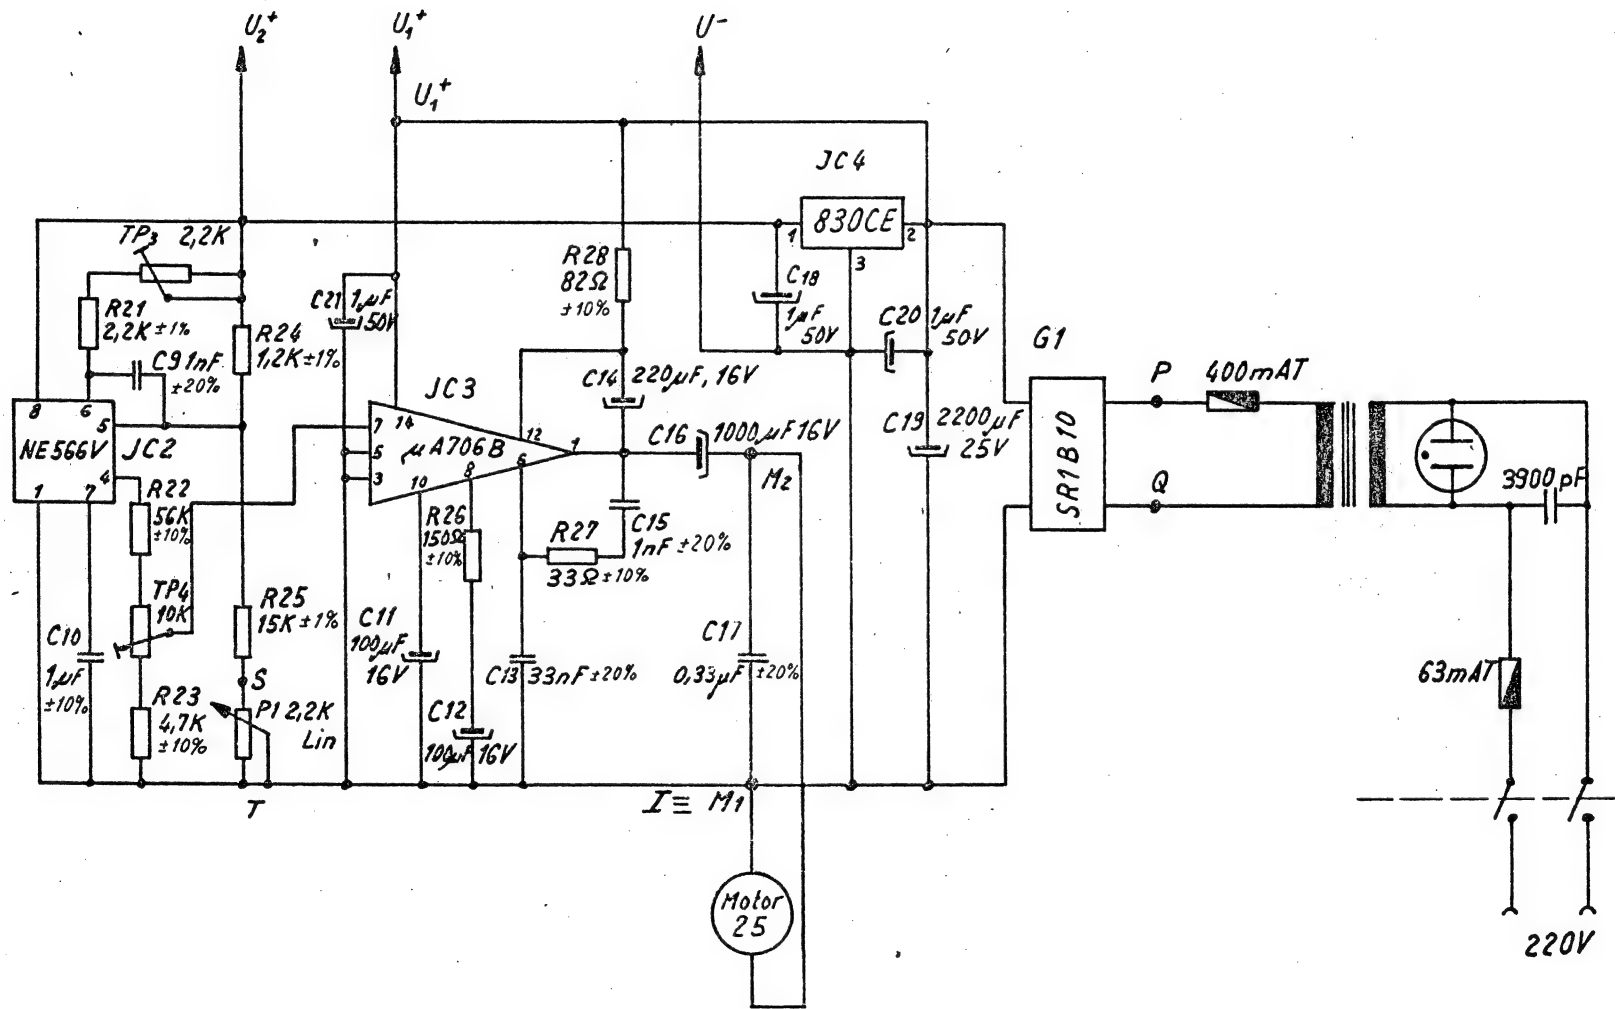 U2+
U1+
U-
U1+
JC4
830CE
1
2
3
TP3 2,2K
R21
2,2K ±1%
C9 1nF
±20%
R24
1,2K ±1%
C21 1µF
50V
R28
82Ω
±10%
C18
1µF
50V
C20 1µF
50V
G1
SR1B10
P
400mAT
Q
8
6
5
NE566V
JC2
4
1
7
JC3
µA706B
7
14
5
3
10
8
6
12
1
C14 220µF, 16V
C16 1000µF 16V
M2
C19 2200µF
25V
3900pF
R22
56K
±10%
TP4
10K
R26
150Ω
±10%
R27
33Ω ±10%
C15
1nF ±20%
C10
1µF
±10%
R25
15K ±1%
S
R23
4,7K
±10%
P1 2,2K
Lin
C11
100µF
16V
C12
100µF 16V
C13 33nF ±20%
C17
0,33µF ±20%
63mAT
T
I ≡ M1
Motor
25
220V